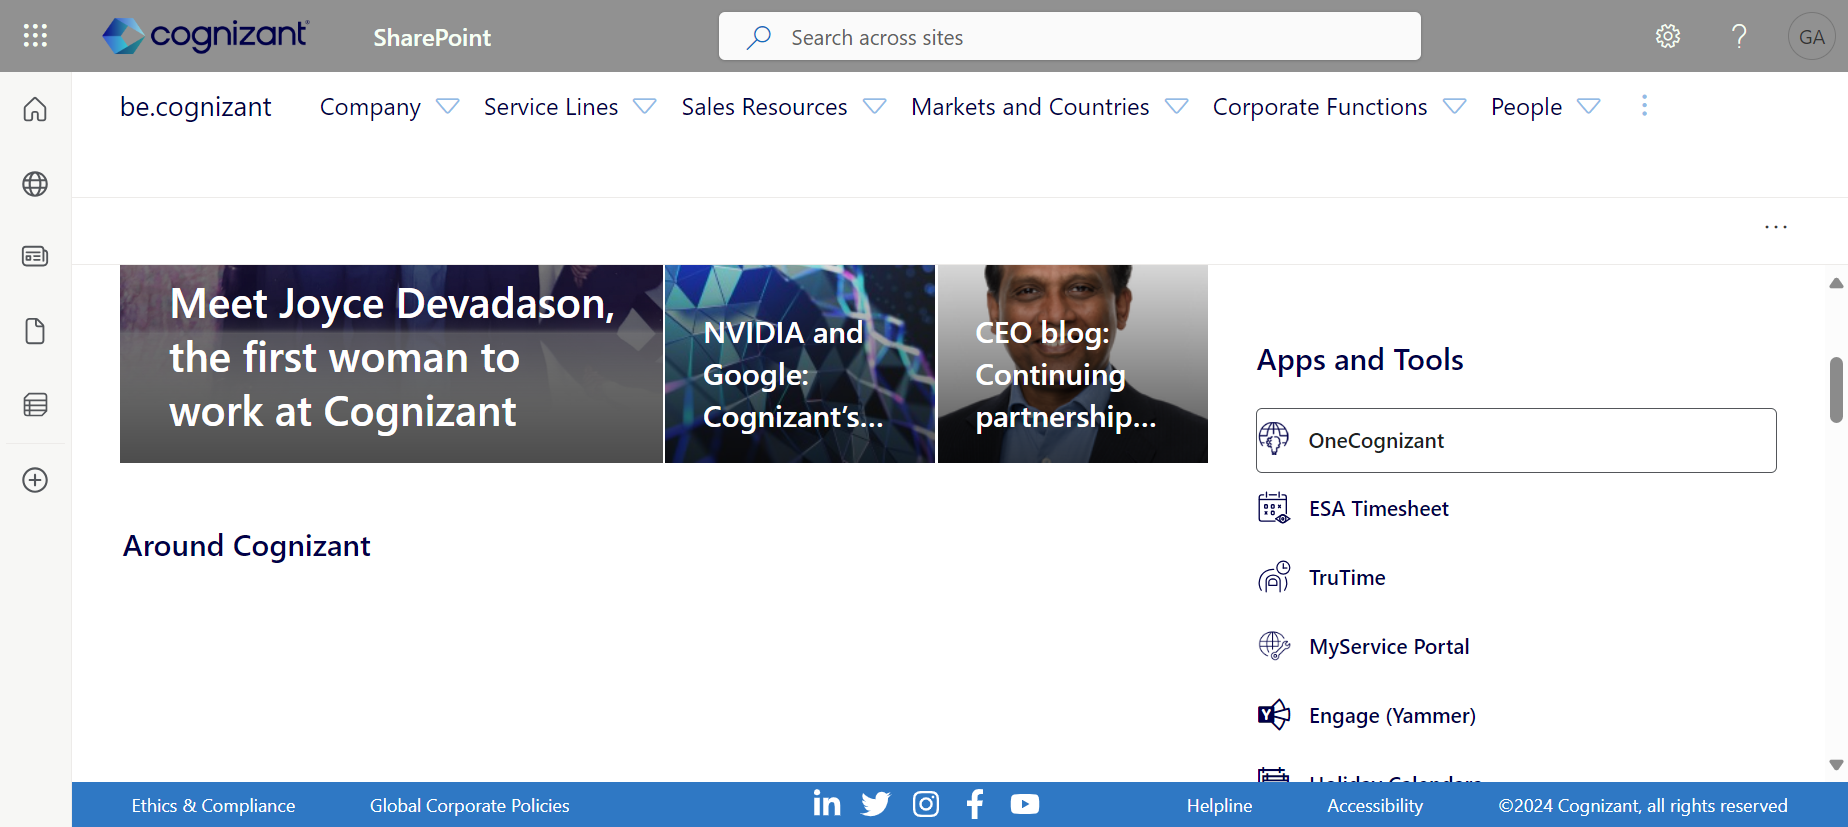 cognizant
SharePoint
Search across sites
GA
be.cognizant
Company
Service Lines
Sales Resources
Markets and Countries
Corporate Functions
People
Meet Joyce Devadason,
the first woman to
work at Cognizant
NVIDIA and
Google:
Cognizant’s...
CEO blog:
Continuing
partnership...
Apps and Tools
OneCognizant
ESA Timesheet
TruTime
MyService Portal
Engage (Yammer)
Around Cognizant
Ethics & Compliance
Global Corporate Policies
Helpline
Accessibility
©2024 Cognizant, all rights reserved